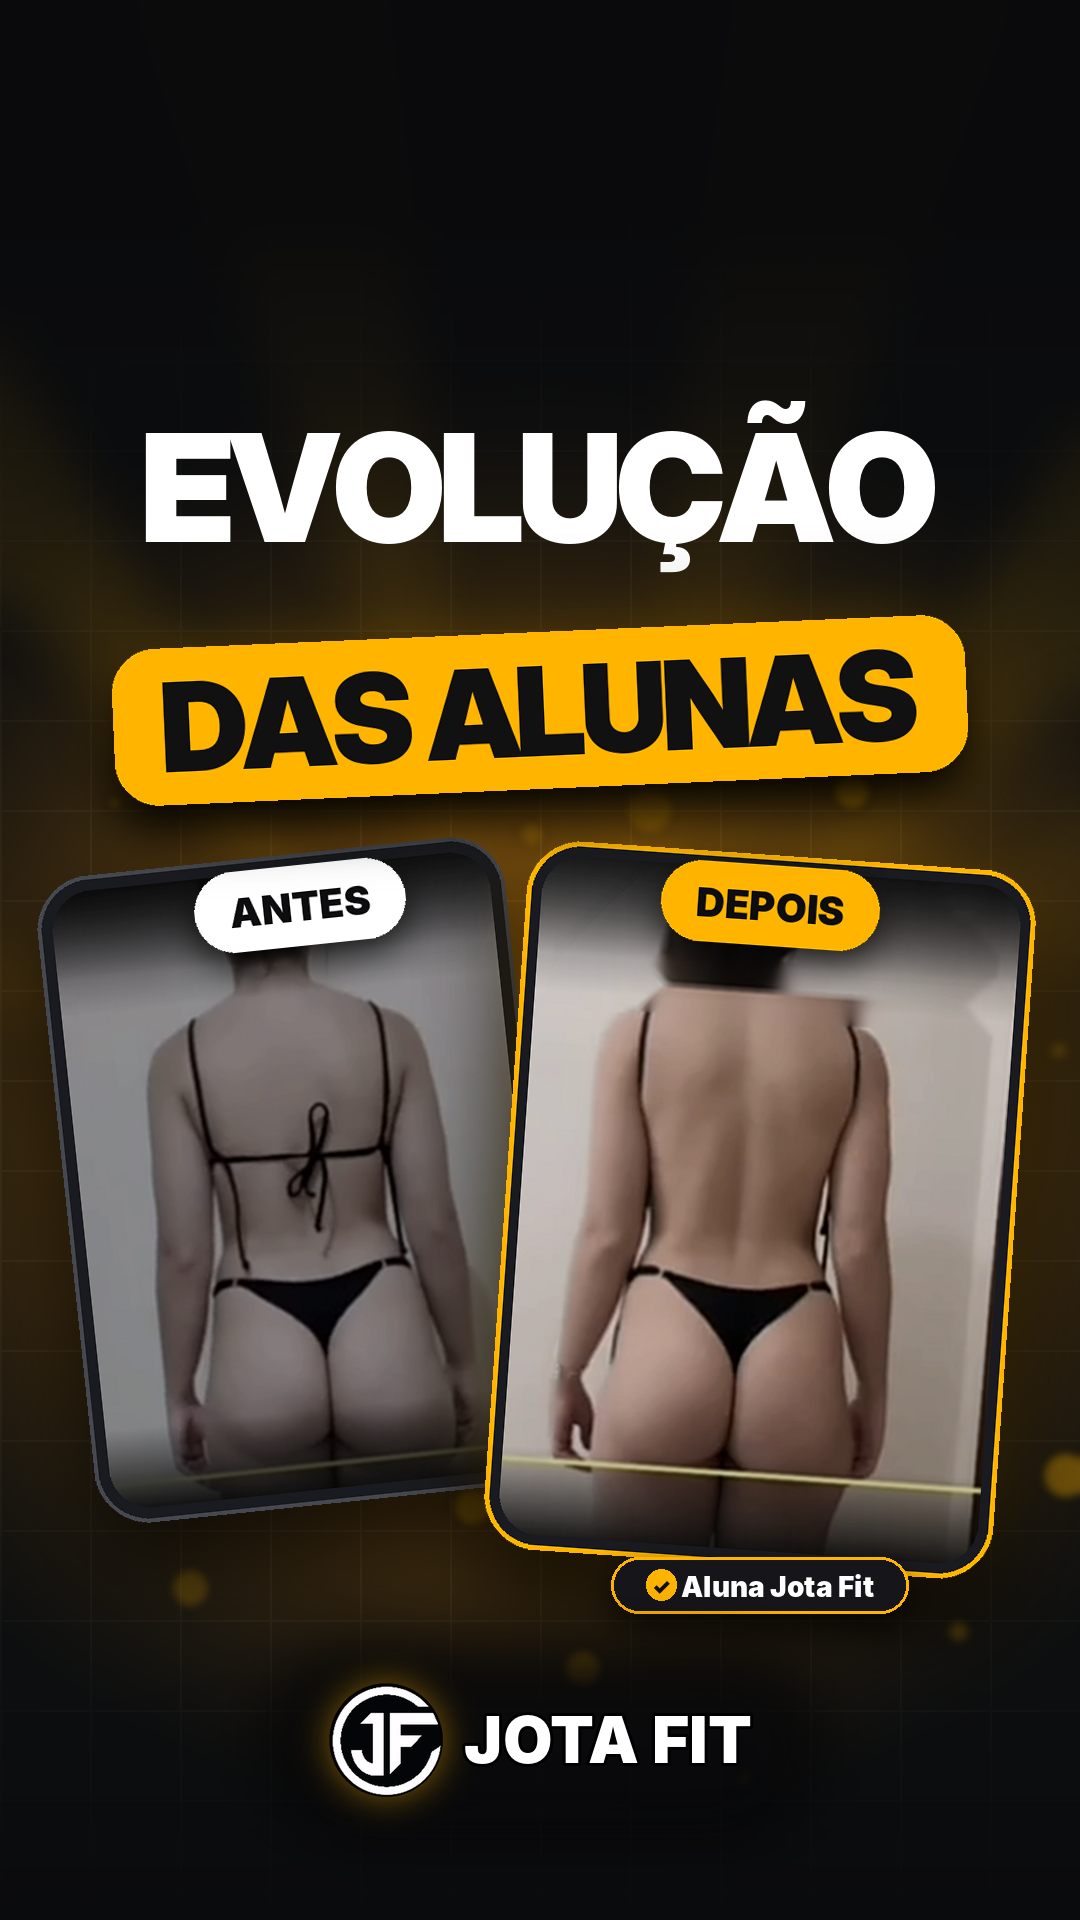 EVOLUÇÃO
DAS ALUNAS
ANTES
DEPOIS
Aluna Jota Fit
JF JOTA FIT